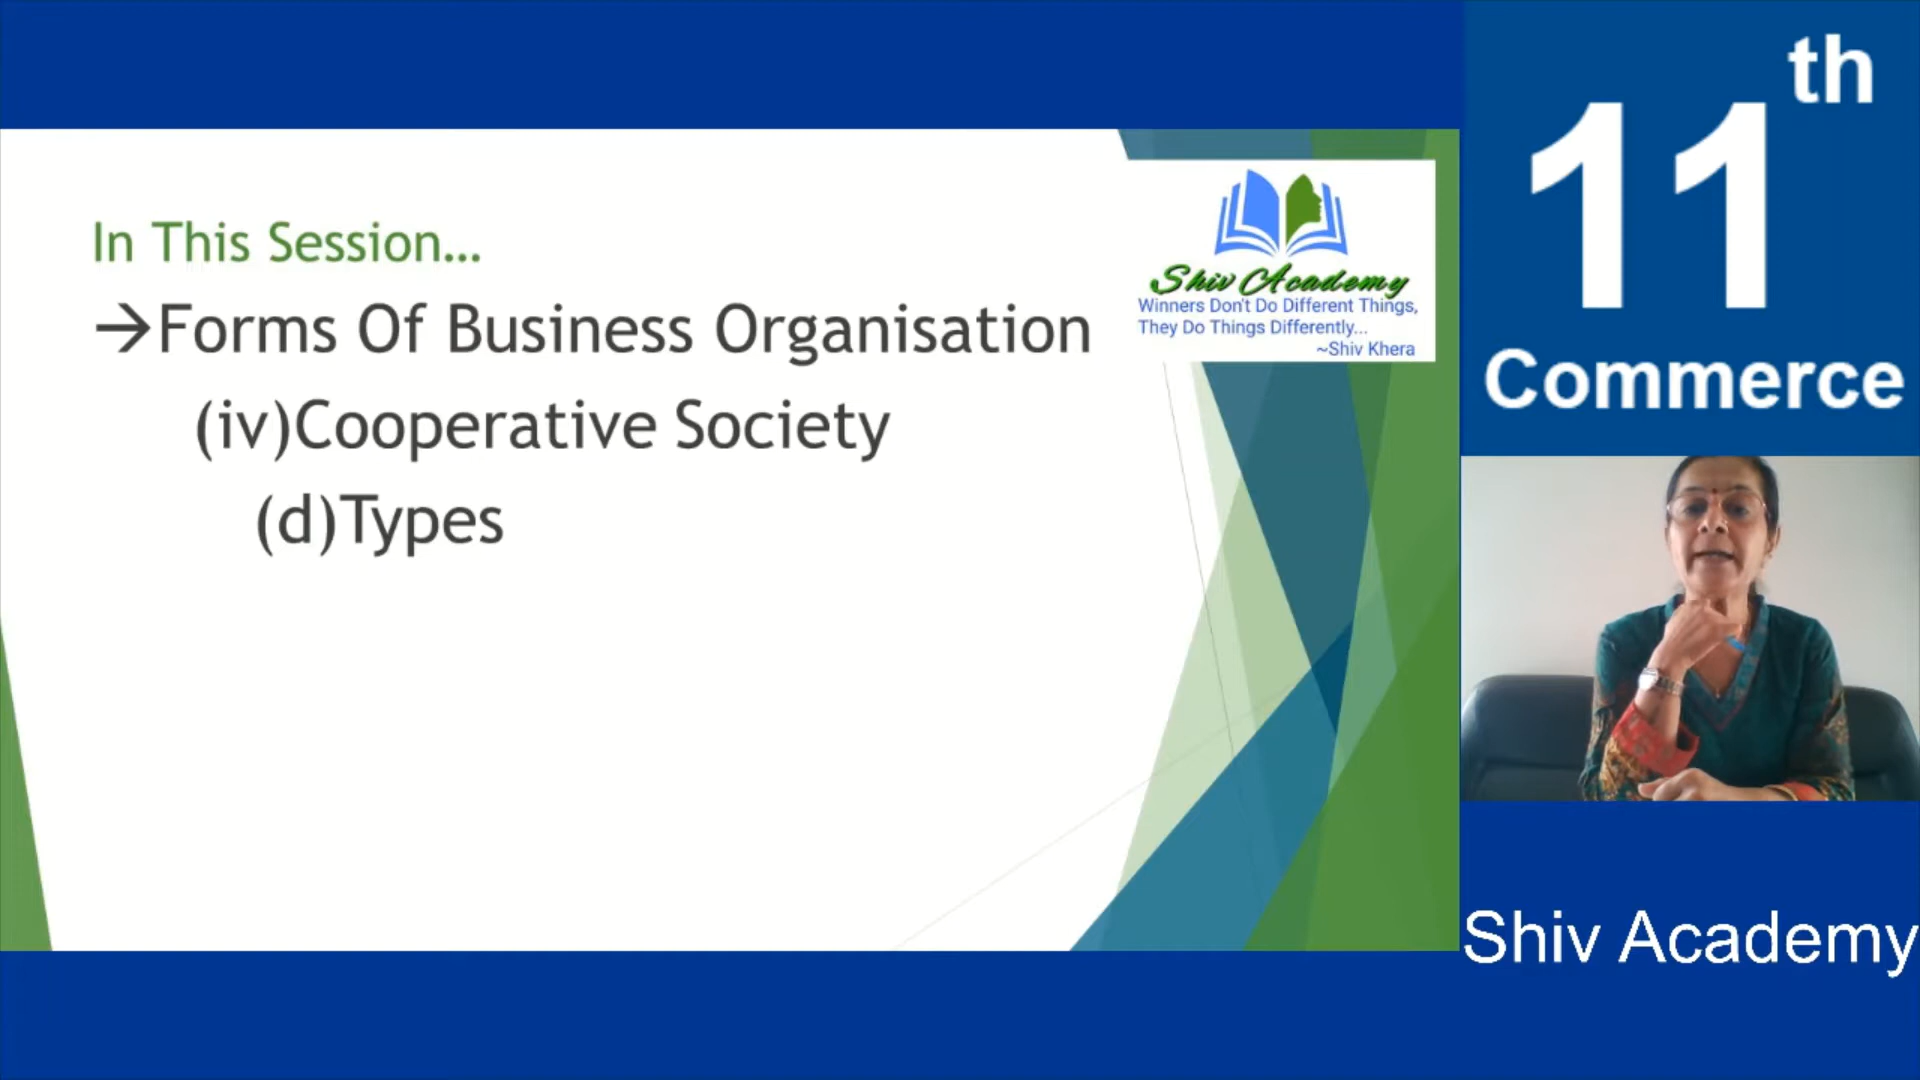 In This Session...
→Forms Of Business Organisation
(iv)Cooperative Society
(d)Types
Shiv Academy
Winners Don't Do Different Things,
They Do Things Differently...
~Shiv Khera
11th
Commerce
Shiv Academy